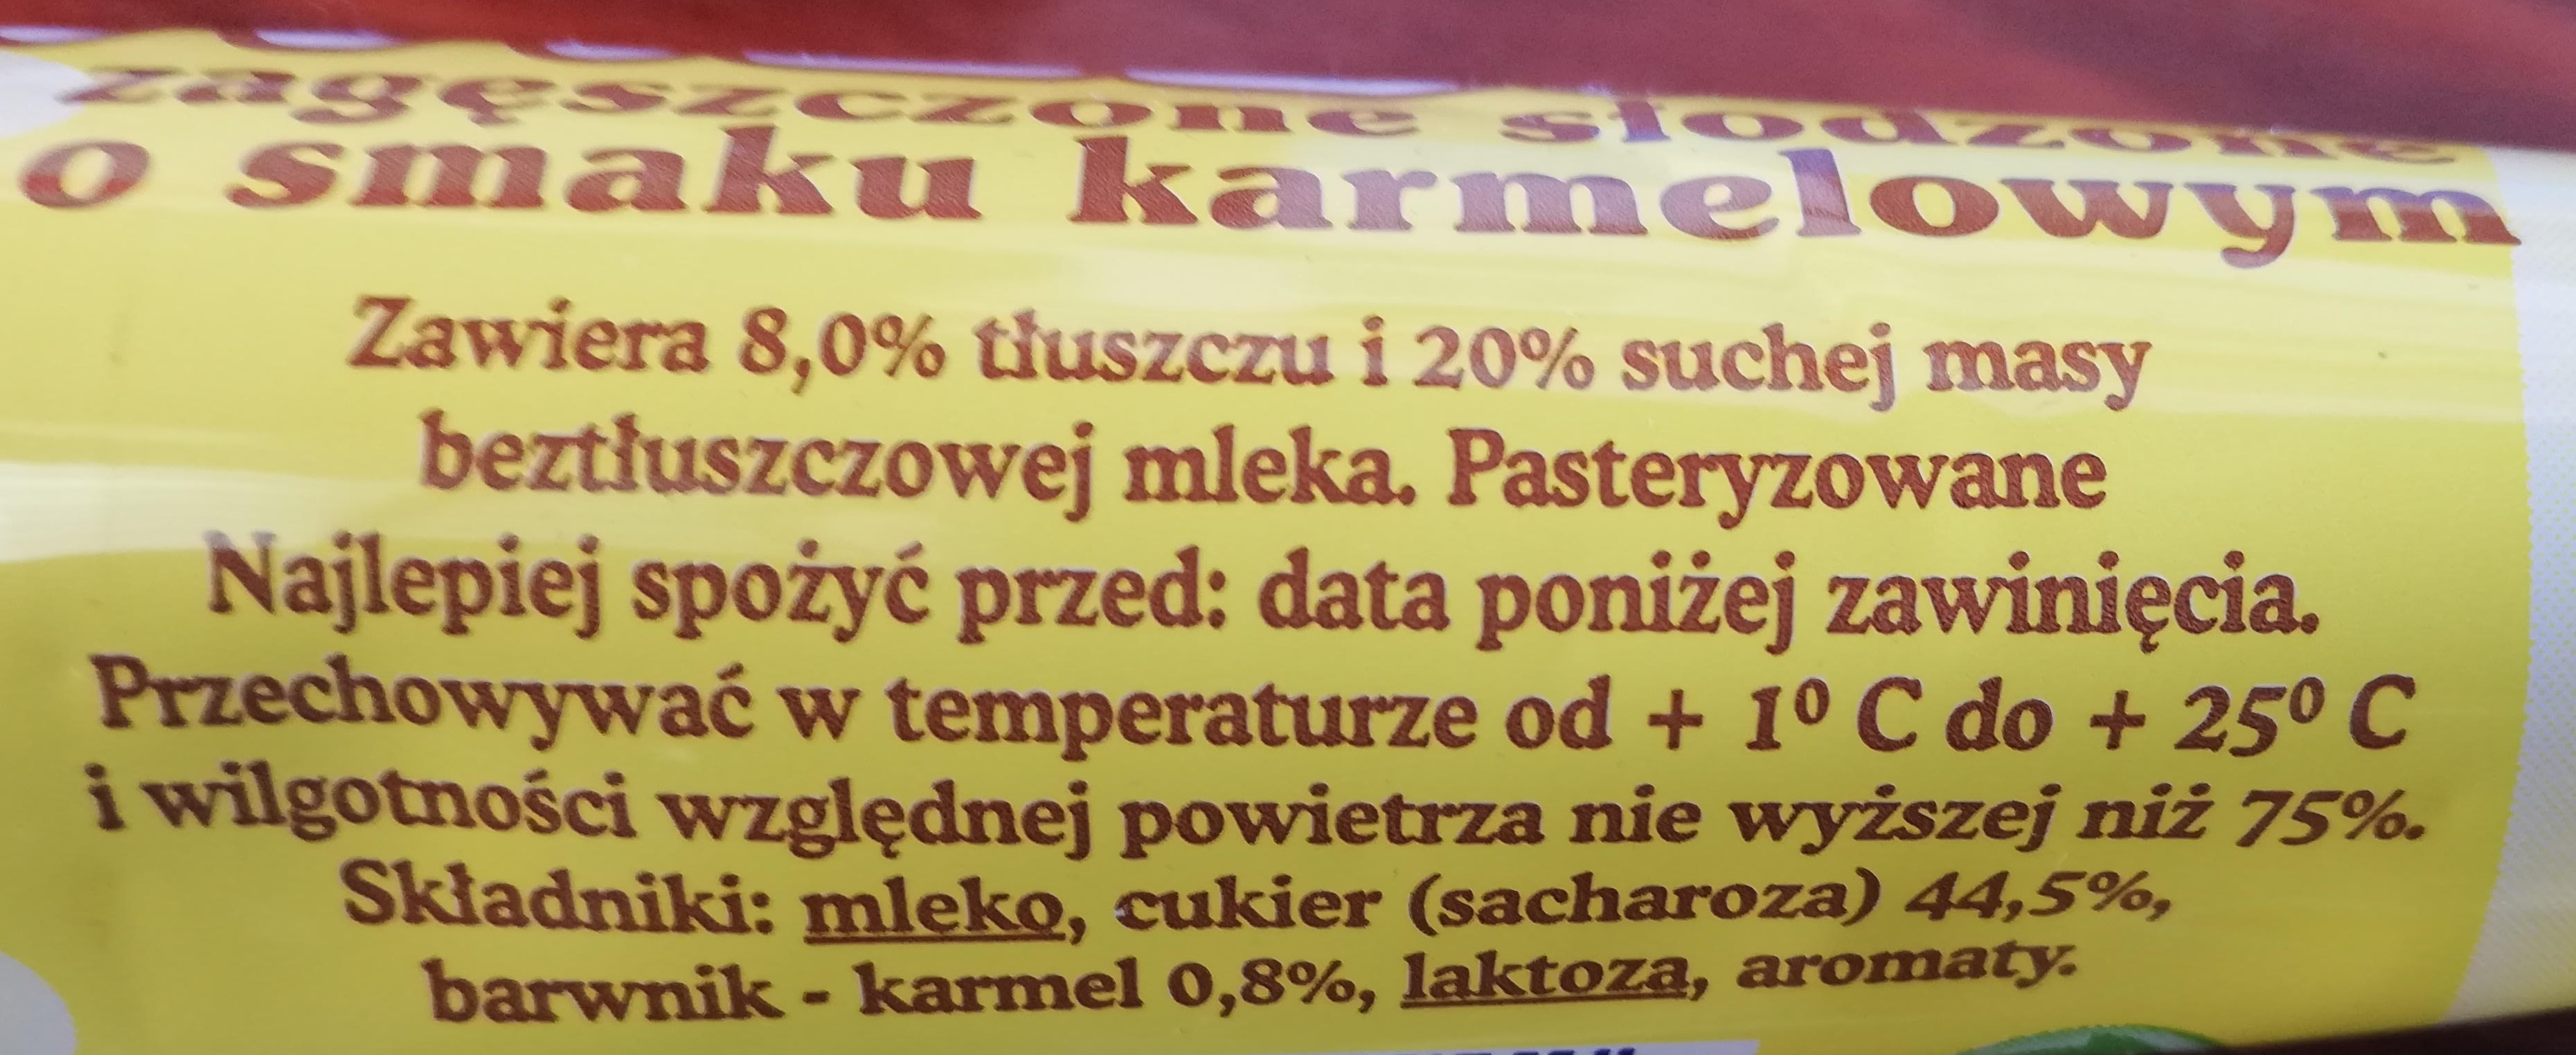 zagęszczone słodzone
o smaku karmelowym
Zawiera 8,0% tłuszczu i 20% suchej masy
beztłuszczowej mleka. Pasteryzowane
Najlepiej spożyć przed: data poniżej zawinięcia.
Przechowywać w temperaturze od + 1º C do + 25º C
i wilgotności względnej powietrza nie wyższej niż 75%.
Składniki: mleko, cukier (sacharoza) 44,5%,
barwnik - karmel 0,8%, laktoza, aromaty.